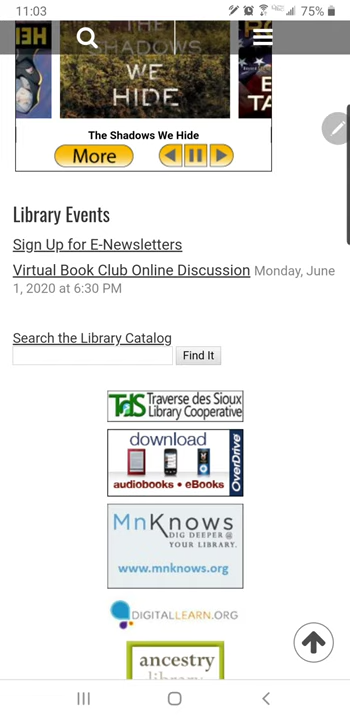 11:03
75%
THE
SHADOWS
WE
HIDE
The Shadows We Hide
More
Library Events
Sign Up for E-Newsletters
Virtual Book Club Online Discussion Monday, June
1, 2020 at 6:30 PM
Search the Library Catalog
Find It
TdS Traverse des Sioux
Library Cooperative
download
audiobooks • eBooks
OverDrive
MnKnows
DIG DEEPER @
YOUR LIBRARY.
www.mnknows.org
DIGITALLEARN.ORG
ancestry
library